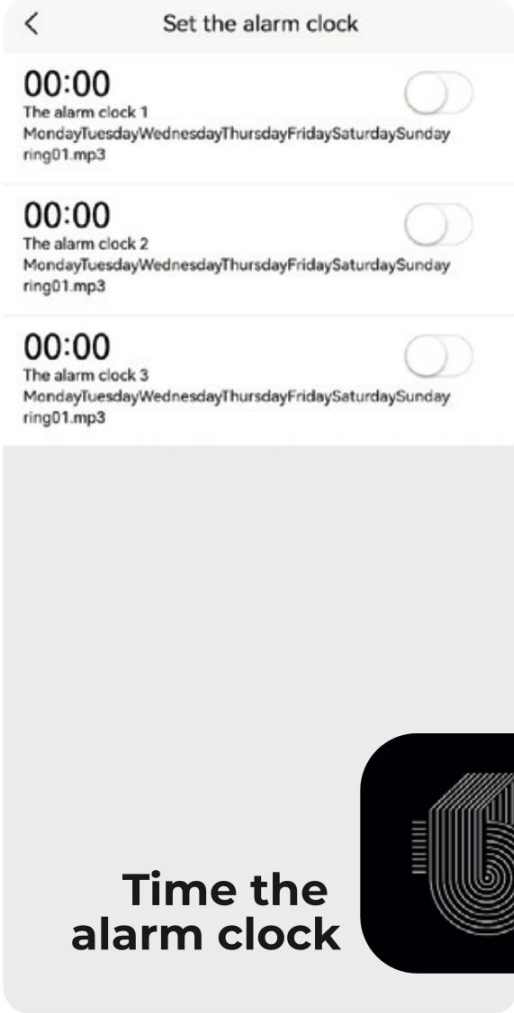 Set the alarm clock
00:00
The alarm clock 1
MondayTuesdayWednesdayThursdayFridaySaturdaySunday
ring01.mp3
00:00
The alarm clock 2
MondayTuesdayWednesdayThursdayFridaySaturdaySunday
ring01.mp3
00:00
The alarm clock 3
MondayTuesdayWednesdayThursdayFridaySaturdaySunday
ring01.mp3
Time the
alarm clock